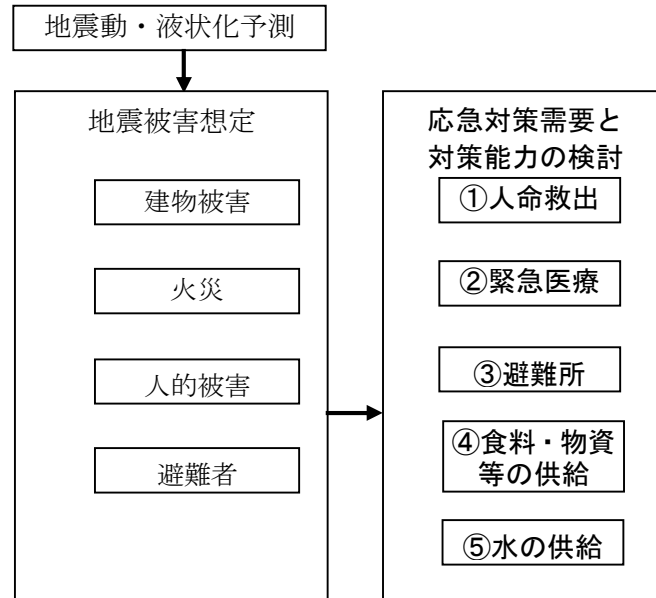 地震動・液状化予測
地震被害想定
建物被害
火災
人的被害
避難者
応急対策需要と
対策能力の検討
①人命救出
②緊急医療
③避難所
④食料・物資
等の供給
⑤水の供給